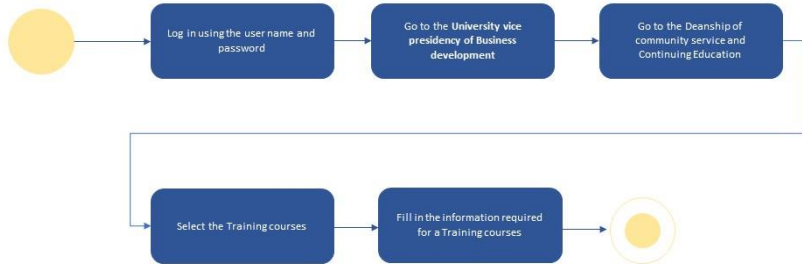 Log in using the user name and
password
Go to the University vice
presidency of Business
development
Go to the Deanship of
community service and
Continuing Education
Select the Training courses
Fill in the information required
for a Training courses